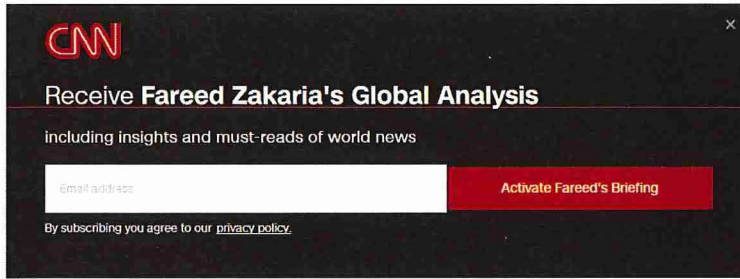 CNN
×
Receive Fareed Zakaria's Global Analysis
including insights and must-reads of world news
Email address
Activate Fareed's Briefing
By subscribing you agree to our privacy policy.